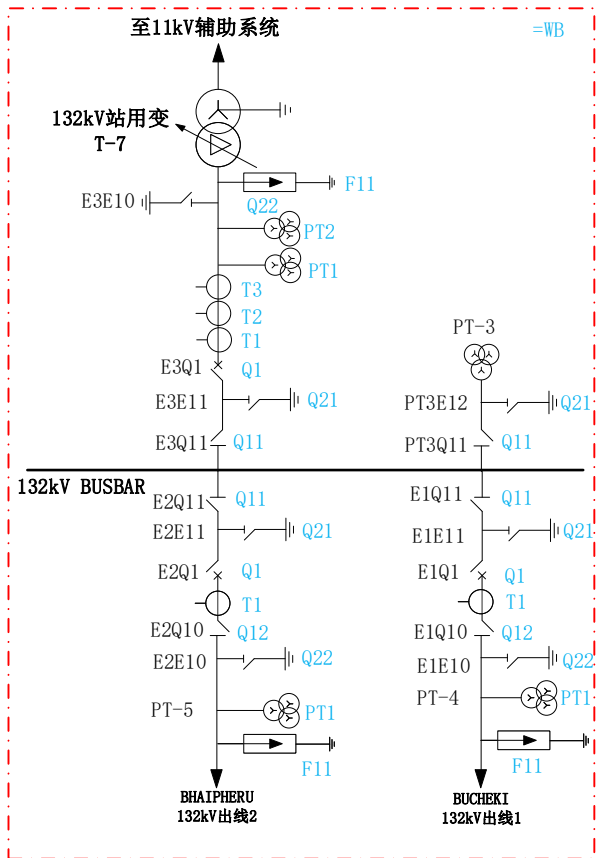 至11kV辅助系统
=WB
132kV站用变
T-7
F11
E3E10
Q22
PT2
PT1
T3
T2
T1
PT-3
E3Q1
Q1
E3E11
Q21
PT3E12
Q21
E3Q11
Q11
PT3Q11
Q11
132kV BUSBAR
E2Q11
Q11
E1Q11
Q11
E2E11
Q21
E1E11
Q21
E2Q1
Q1
E1Q1
Q1
T1
T1
E2Q10
Q12
E1Q10
Q12
E2E10
Q22
E1E10
Q22
PT-5
PT1
PT-4
PT1
F11
F11
BHAIPHERU
132kV出线2
BUCHEKI
132kV出线1